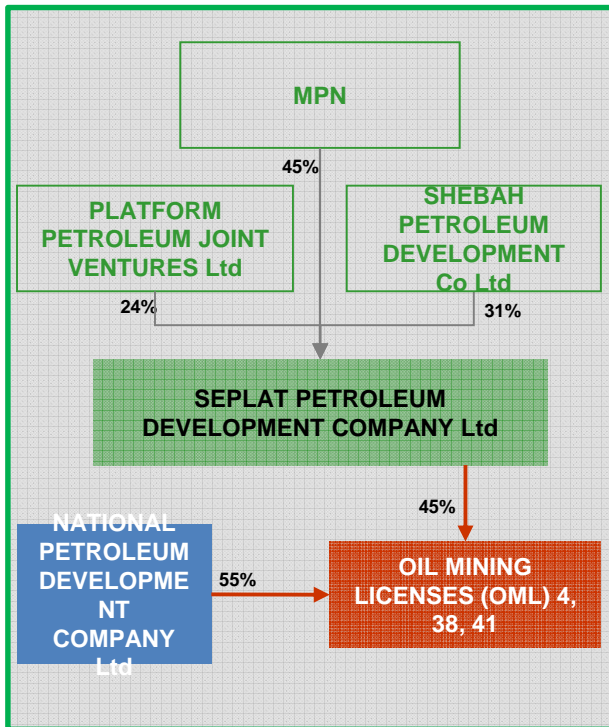 MPN
45%
PLATFORM
PETROLEUM JOINT
VENTURES Ltd
SHEBAH
PETROLEUM
DEVELOPMENT
Co Ltd
24%
31%
SEPLAT PETROLEUM
DEVELOPMENT COMPANY Ltd
45%
NATIONAL
PETROLEUM
DEVELOPME
NT
COMPANY
Ltd
55%
OIL MINING
LICENSES (OML) 4,
38, 41